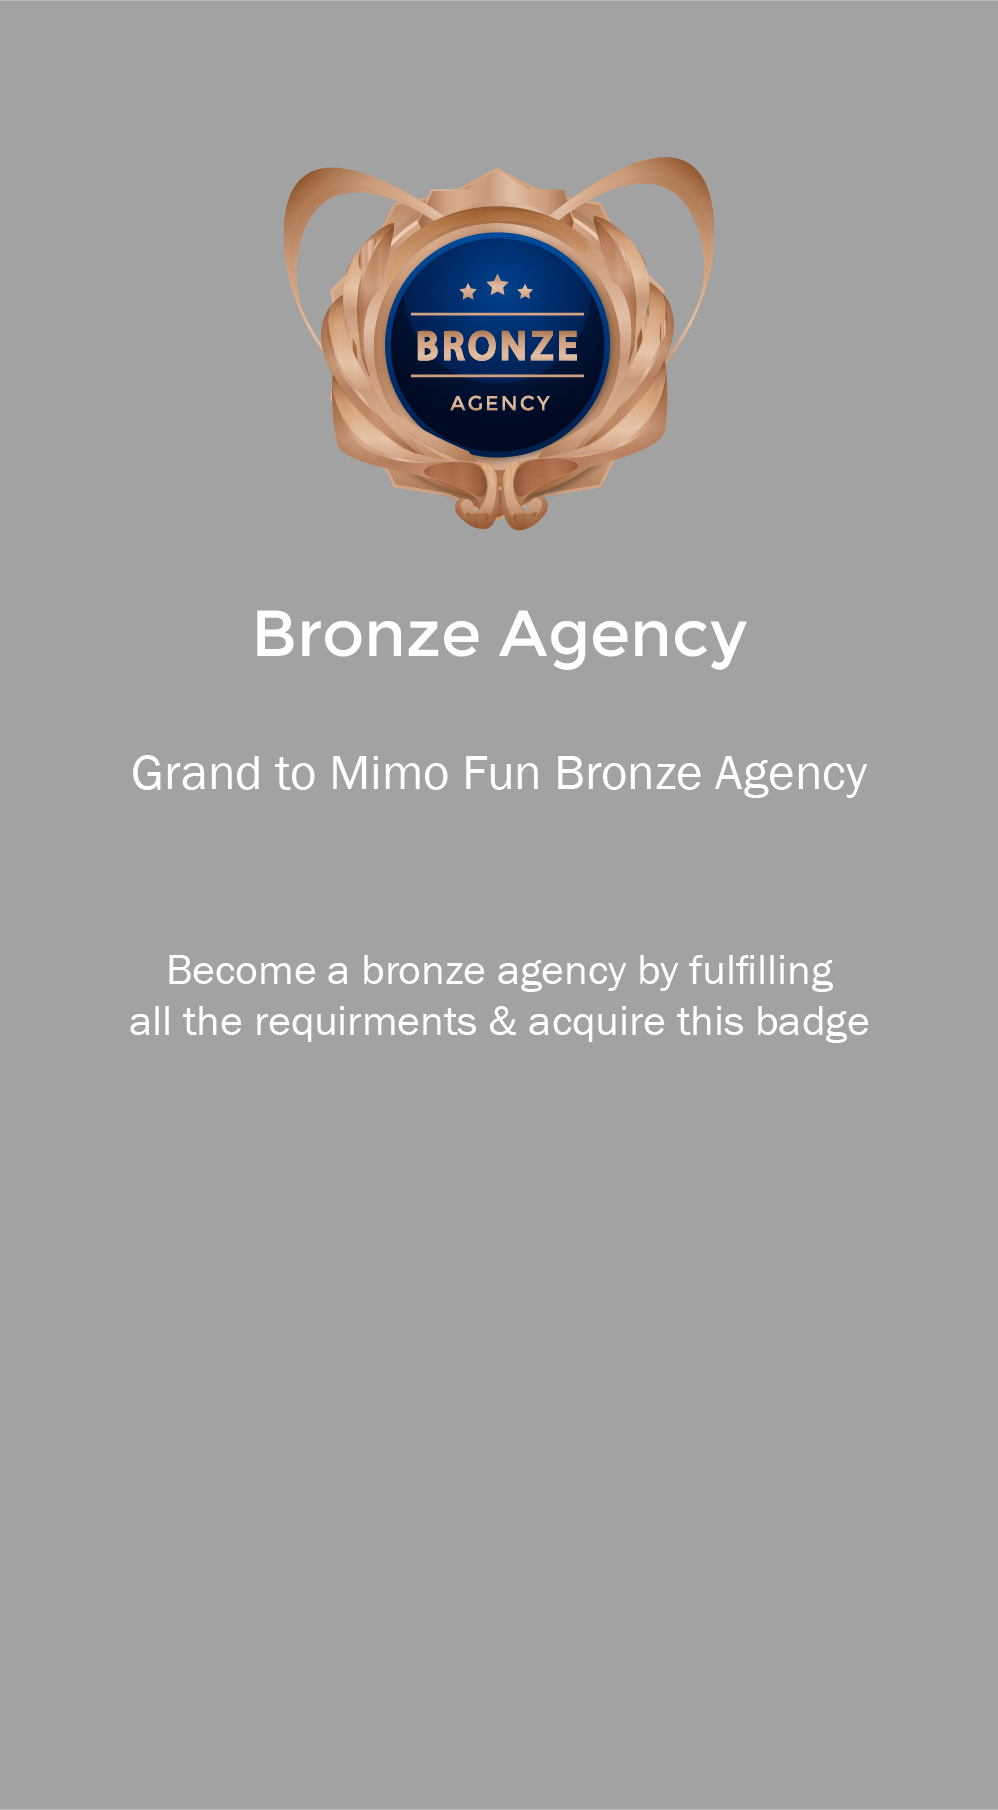 BRONZE
AGENCY
Bronze Agency
Grand to Mimo Fun Bronze Agency
Become a bronze agency by fulfilling
all the requirments & acquire this badge